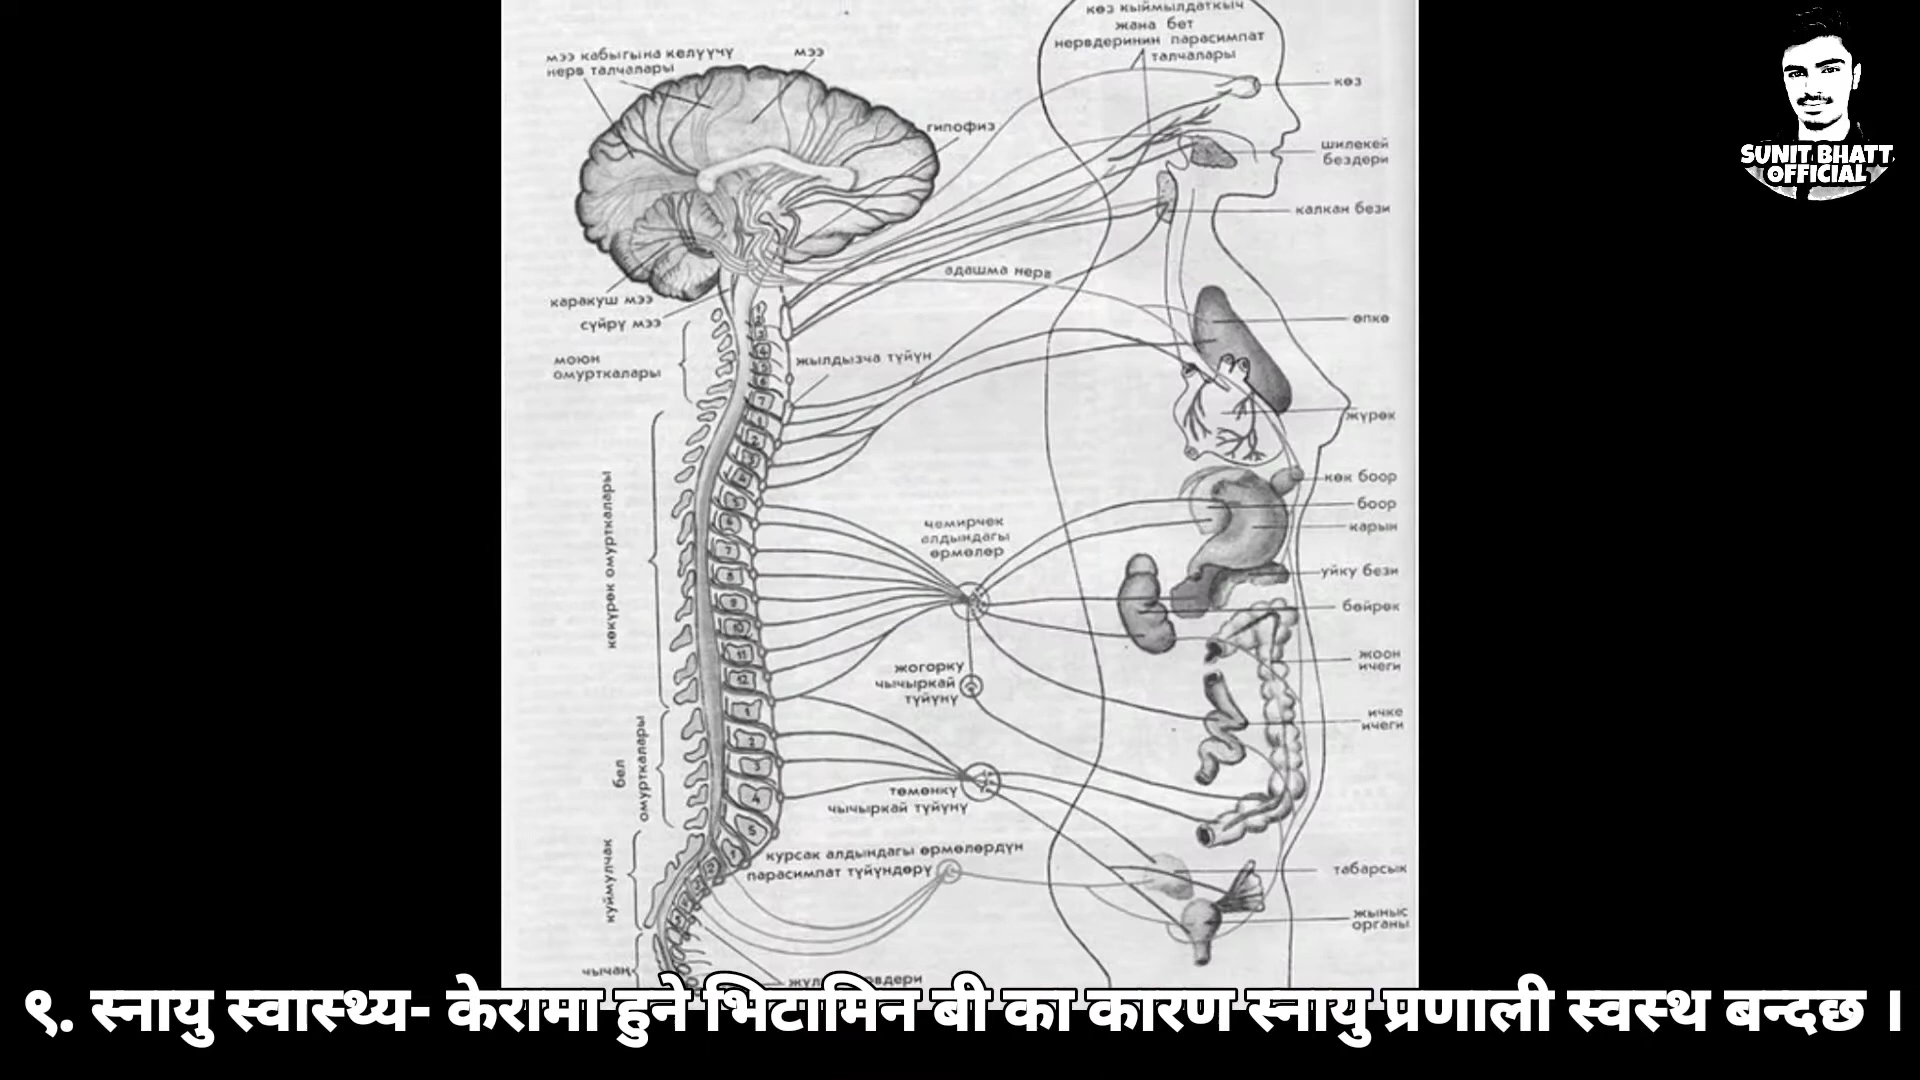 көз кыймылдаткыч
жана бет
нервдеринин парасимпат
талчалары
мээ кабыгына келүүчү
нерв талчалары
мээ
гипофиз
көз
шилекей
бездери
калкан бези
адашма нерв
каракуш мээ
сүйрү мээ
моюн
омурткалары
жылдызча түйүн
өпкө
жүрөк
көк боор
боор
карын
уйку бези
бөйрөк
көкүрөк омурткалары
чемирчек
алдындагы
өрмөлөр
жогорку
чычыркай
түйүнү
жоон
ичеги
ичке
ичеги
бел
омурткалары
төмөнкү
чычыркай түйүнү
куймулчак
курсак алдындагы өрмөлөрдүн
парасимпат түйүндөрү
табарсык
жыныс
органы
SUNIT BHATT
OFFICIAL
९. स्नायु स्वास्थ्य- केरामा हुने भिटामिन बी का कारण स्नायु प्रणाली स्वस्थ बन्दछ ।